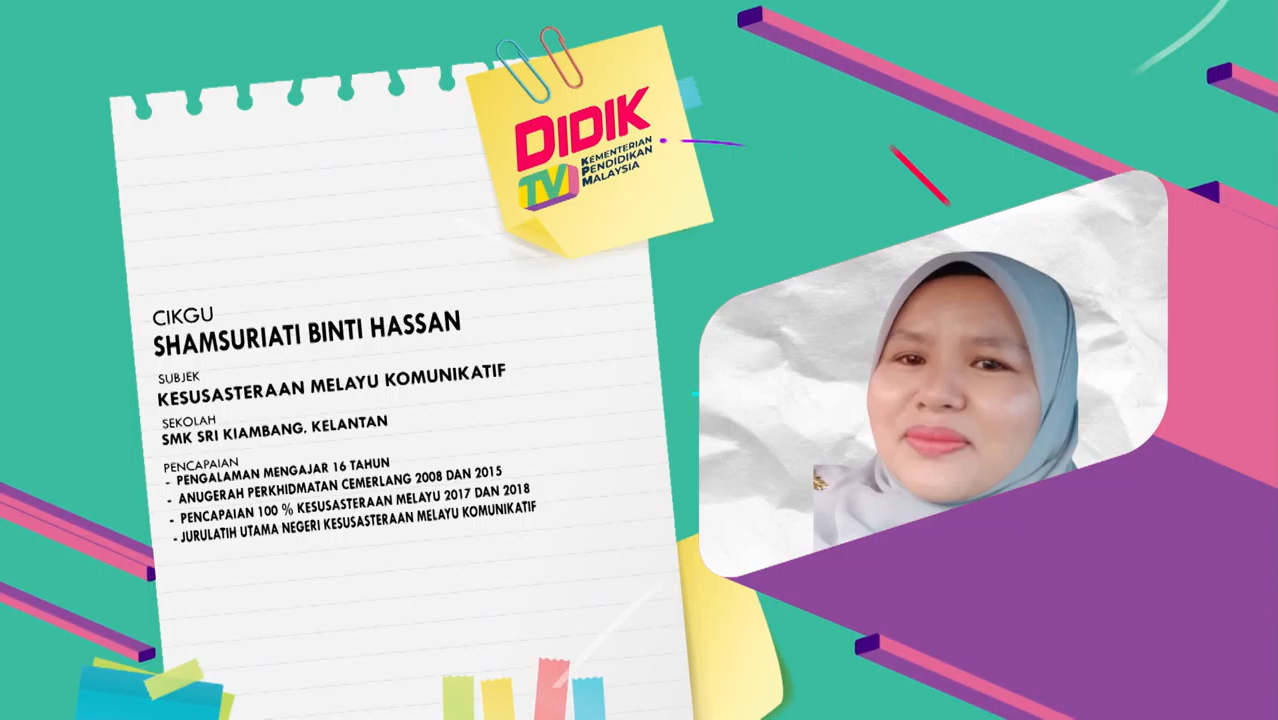 DIDIK
TV
KEMENTERIAN
PENDIDIKAN
MALAYSIA
CIKGU
SHAMSURIATI BINTI HASSAN
SUBJEK
KESUSASTERAAN MELAYU KOMUNIKATIF
SEKOLAH
SMK SRI KIAMBANG, KELANTAN
PENCAPAIAN
- PENGALAMAN MENGAJAR 16 TAHUN
- ANUGERAH PERKHIDMATAN CEMERLANG 2008 DAN 2015
- PENCAPAIAN 100 % KESUSASTERAAN MELAYU 2017 DAN 2018
- JURULATIH UTAMA NEGERI KESUSASTERAAN MELAYU KOMUNIKATIF